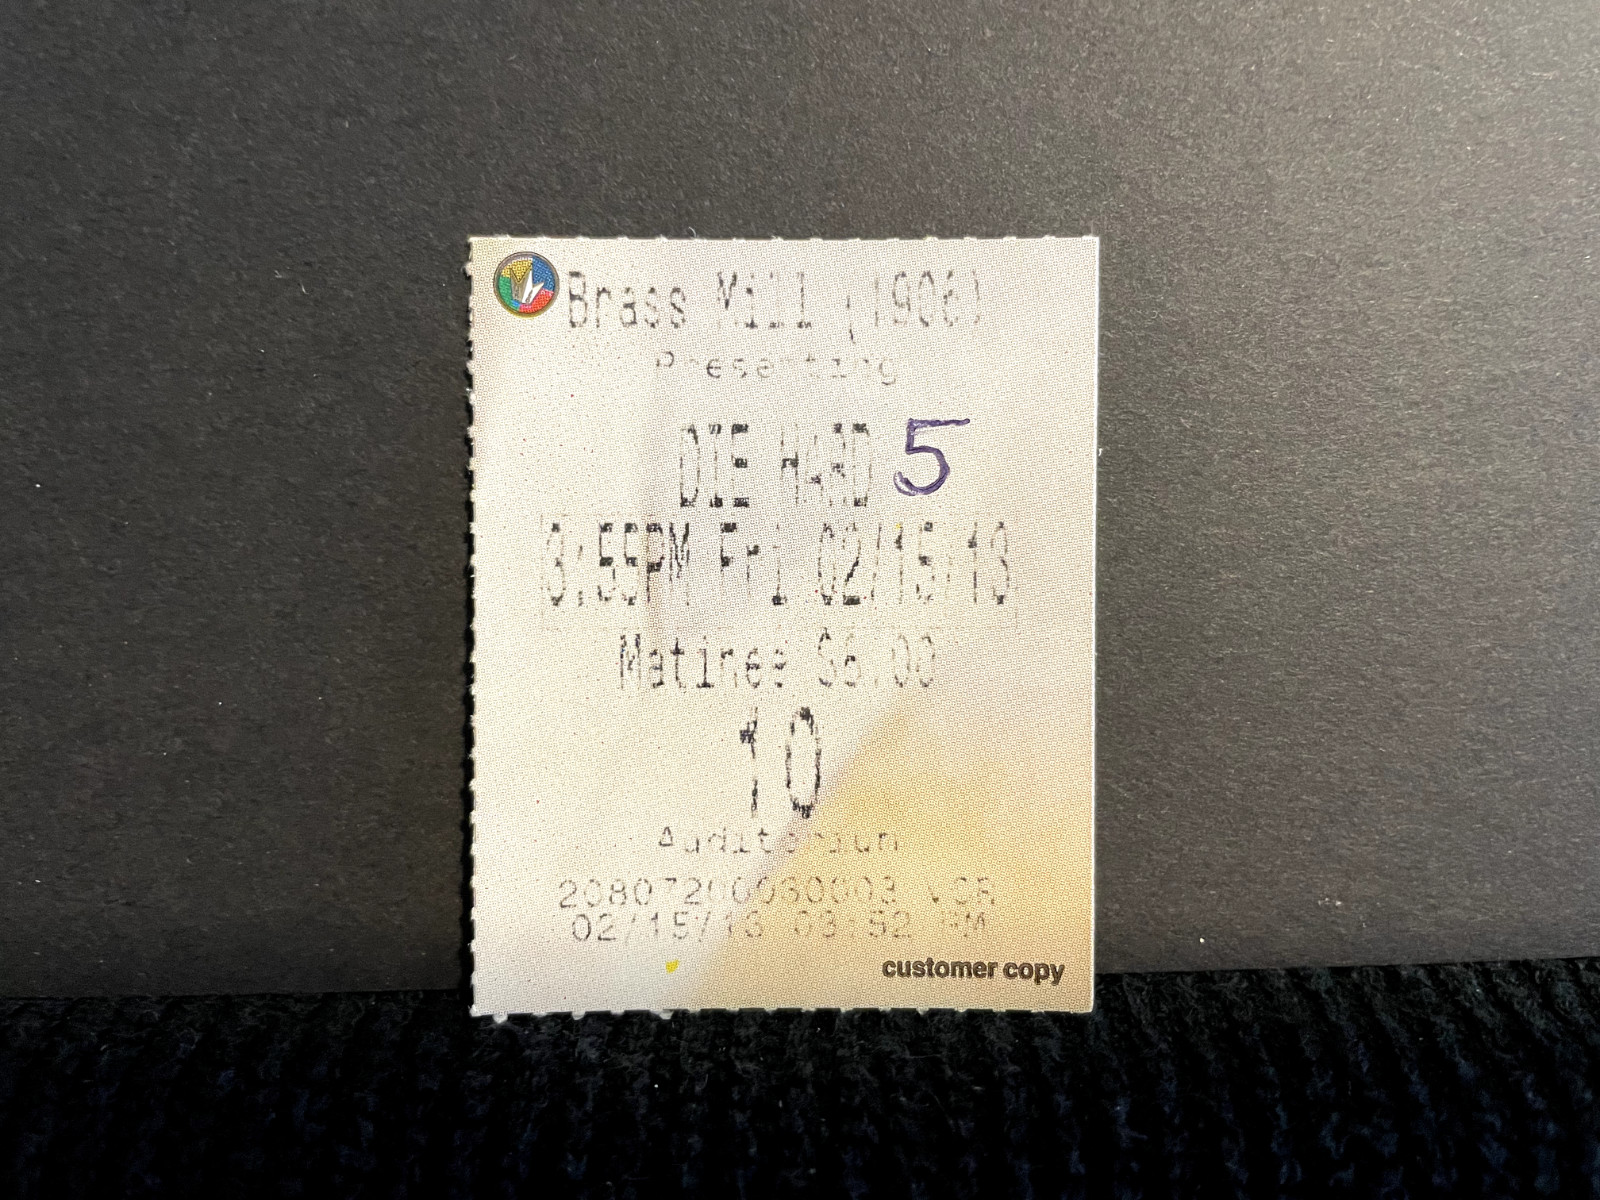 Brass Mill (1906)
Presenting
DIE HARD 5
3:55PM Fri 02/15/13
Matinee $6.00
10
Auditorium
20807200060003
02/15/13 03:52 PM
customer copy